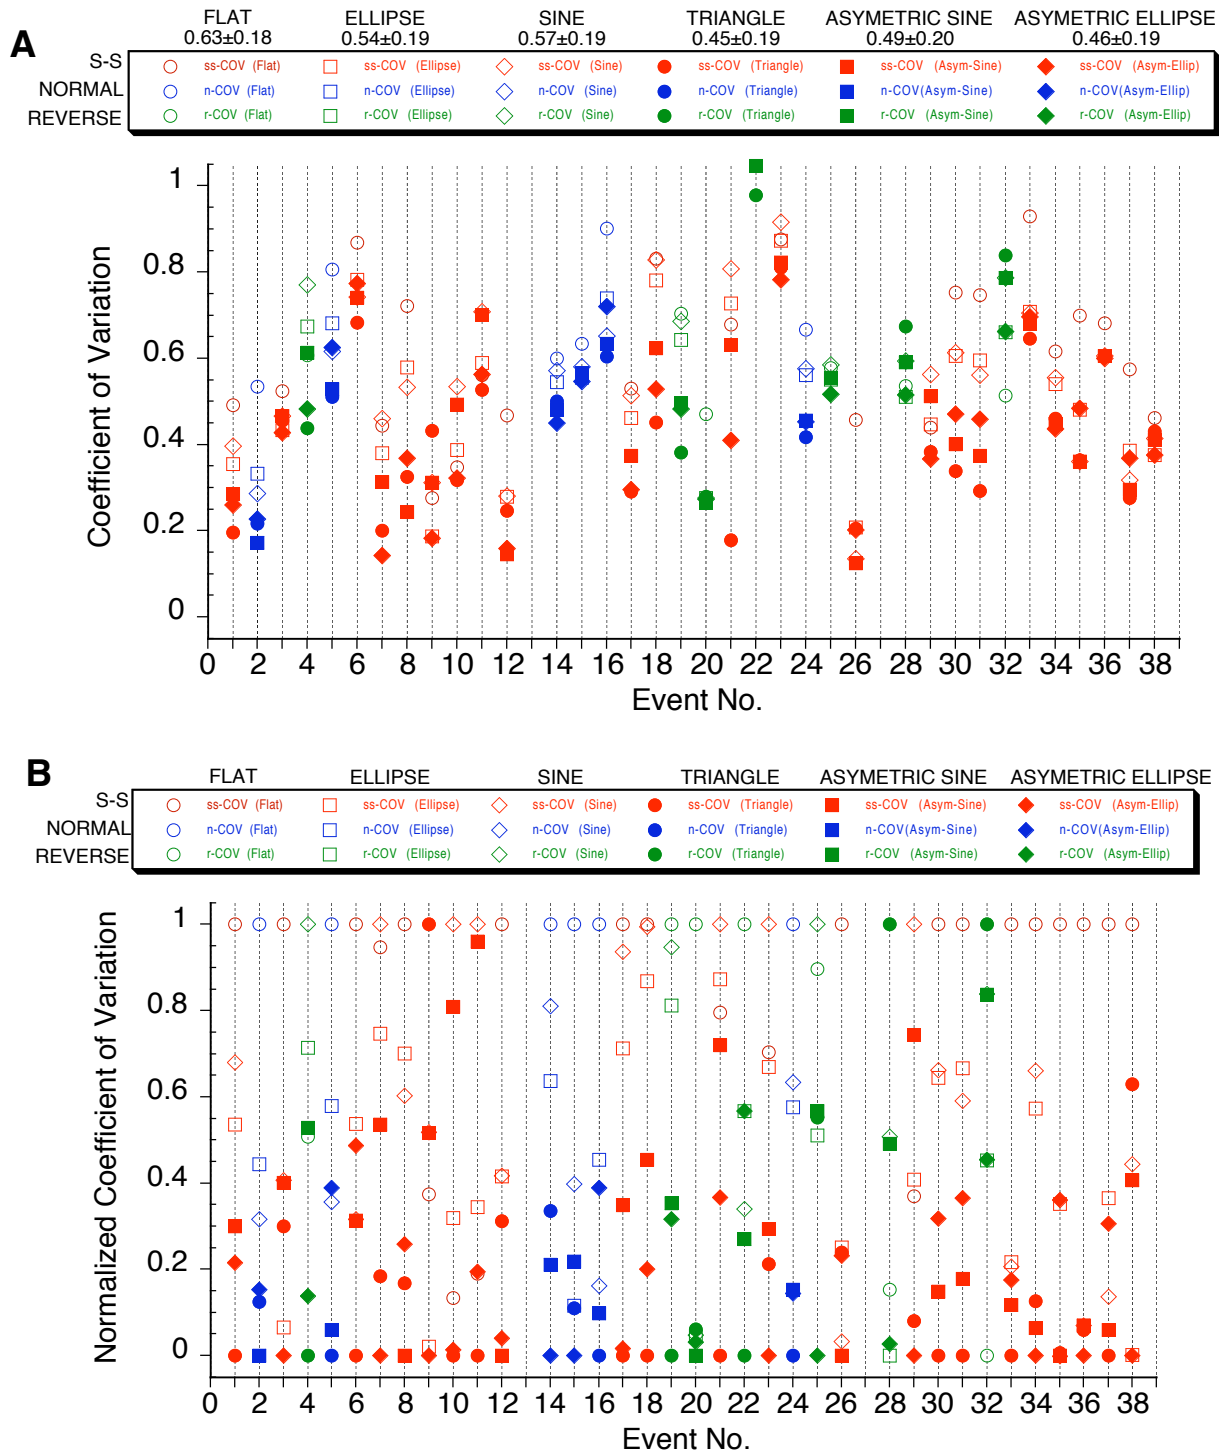 A
FLAT ELLIPSE SINE TRIANGLE ASYMETRIC SINE ASYMETRIC ELLIPSE
0.63±0.18 0.54±0.19 0.57±0.19 0.45±0.19 0.49±0.20 0.46±0.19
S-S ss-COV (Flat) ss-COV (Ellipse) ss-COV (Sine) ss-COV (Triangle) ss-COV (Asym-Sine) ss-COV (Asym-Ellip)
NORMAL n-COV (Flat) n-COV (Ellipse) n-COV (Sine) n-COV (Triangle) n-COV(Asym-Sine) n-COV(Asym-Ellip)
REVERSE r-COV (Flat) r-COV (Ellipse) r-COV (Sine) r-COV (Triangle) r-COV (Asym-Sine) r-COV (Asym-Ellip)
Coefficient of Variation
1
0.8
0.6
0.4
0.2
0
0 2 4 6 8 10 12 14 16 18 20 22 24 26 28 30 32 34 36 38
Event No.
B
FLAT ELLIPSE SINE TRIANGLE ASYMETRIC SINE ASYMETRIC ELLIPSE
S-S ss-COV (Flat) ss-COV (Ellipse) ss-COV (Sine) ss-COV (Triangle) ss-COV (Asym-Sine) ss-COV (Asym-Ellip)
NORMAL n-COV (Flat) n-COV (Ellipse) n-COV (Sine) n-COV (Triangle) n-COV(Asym-Sine) n-COV(Asym-Ellip)
REVERSE r-COV (Flat) r-COV (Ellipse) r-COV (Sine) r-COV (Triangle) r-COV (Asym-Sine) r-COV (Asym-Ellip)
Normalized Coefficient of Variation
1
0.8
0.6
0.4
0.2
0
0 2 4 6 8 10 12 14 16 18 20 22 24 26 28 30 32 34 36 38
Event No.